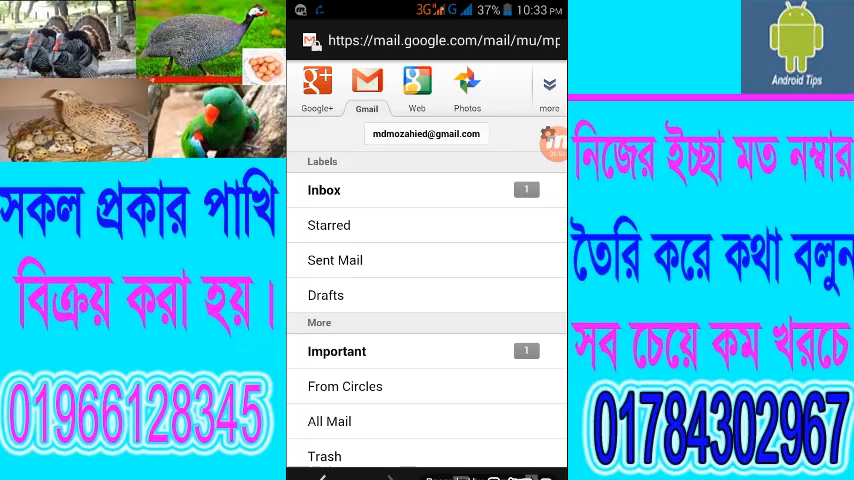 সকল প্রকার পাখি
বিক্রয় করা হয়।
01966128345
3G G 37% 10:33 PM
https://mail.google.com/mail/mu/mp
Google+ Gmail Web Photos more
mdmozahied@gmail.com
Labels
Inbox 1
Starred
Sent Mail
Drafts
More
Important 1
From Circles
All Mail
Trash
Android Tips
নিজের ইচ্ছা মত নম্বার
তৈরি করে কথা বলুন
সব চেয়ে কম খরচে
01784302967